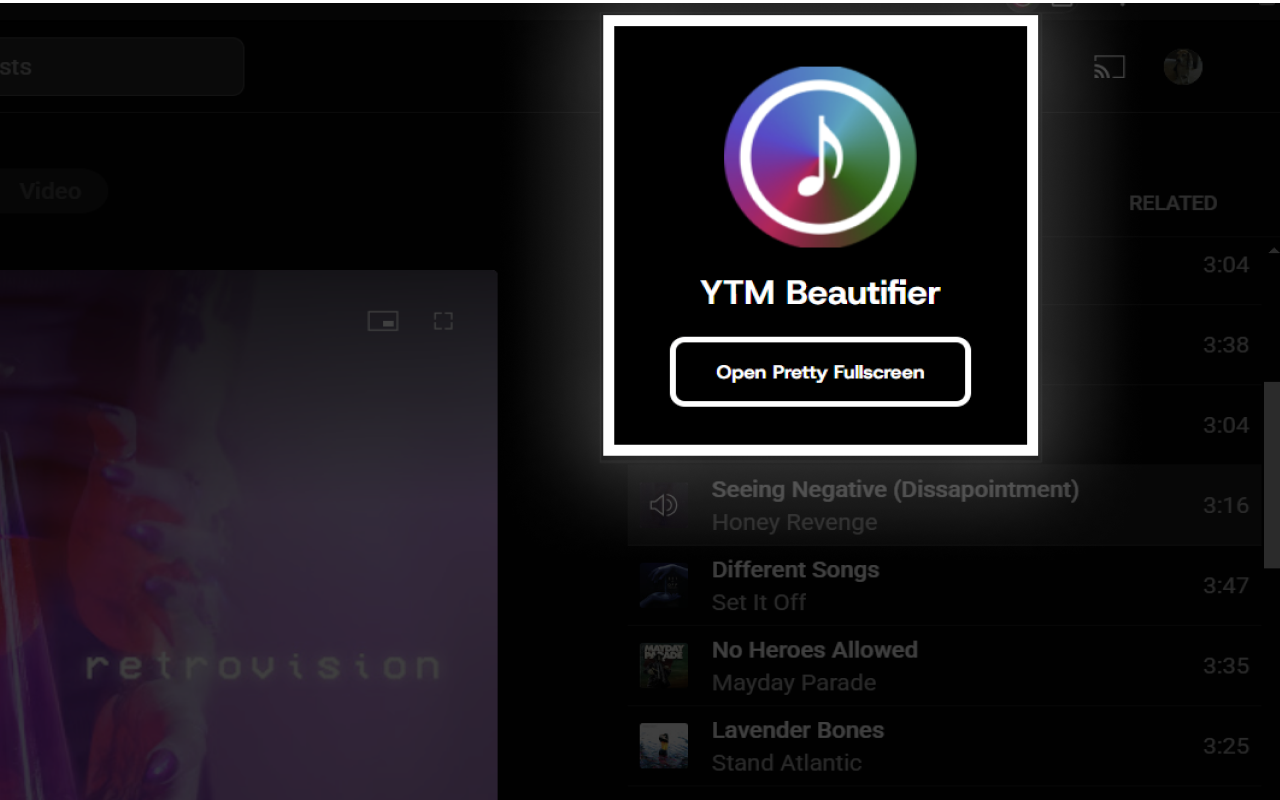 sts
Video
YTM Beautifier
Open Pretty Fullscreen
RELATED
3:04
3:38
3:04
Seeing Negative (Dissapointment)
Honey Revenge
3:16
Different Songs
Set It Off
3:47
No Heroes Allowed
Mayday Parade
3:35
Lavender Bones
Stand Atlantic
3:25
retrovision